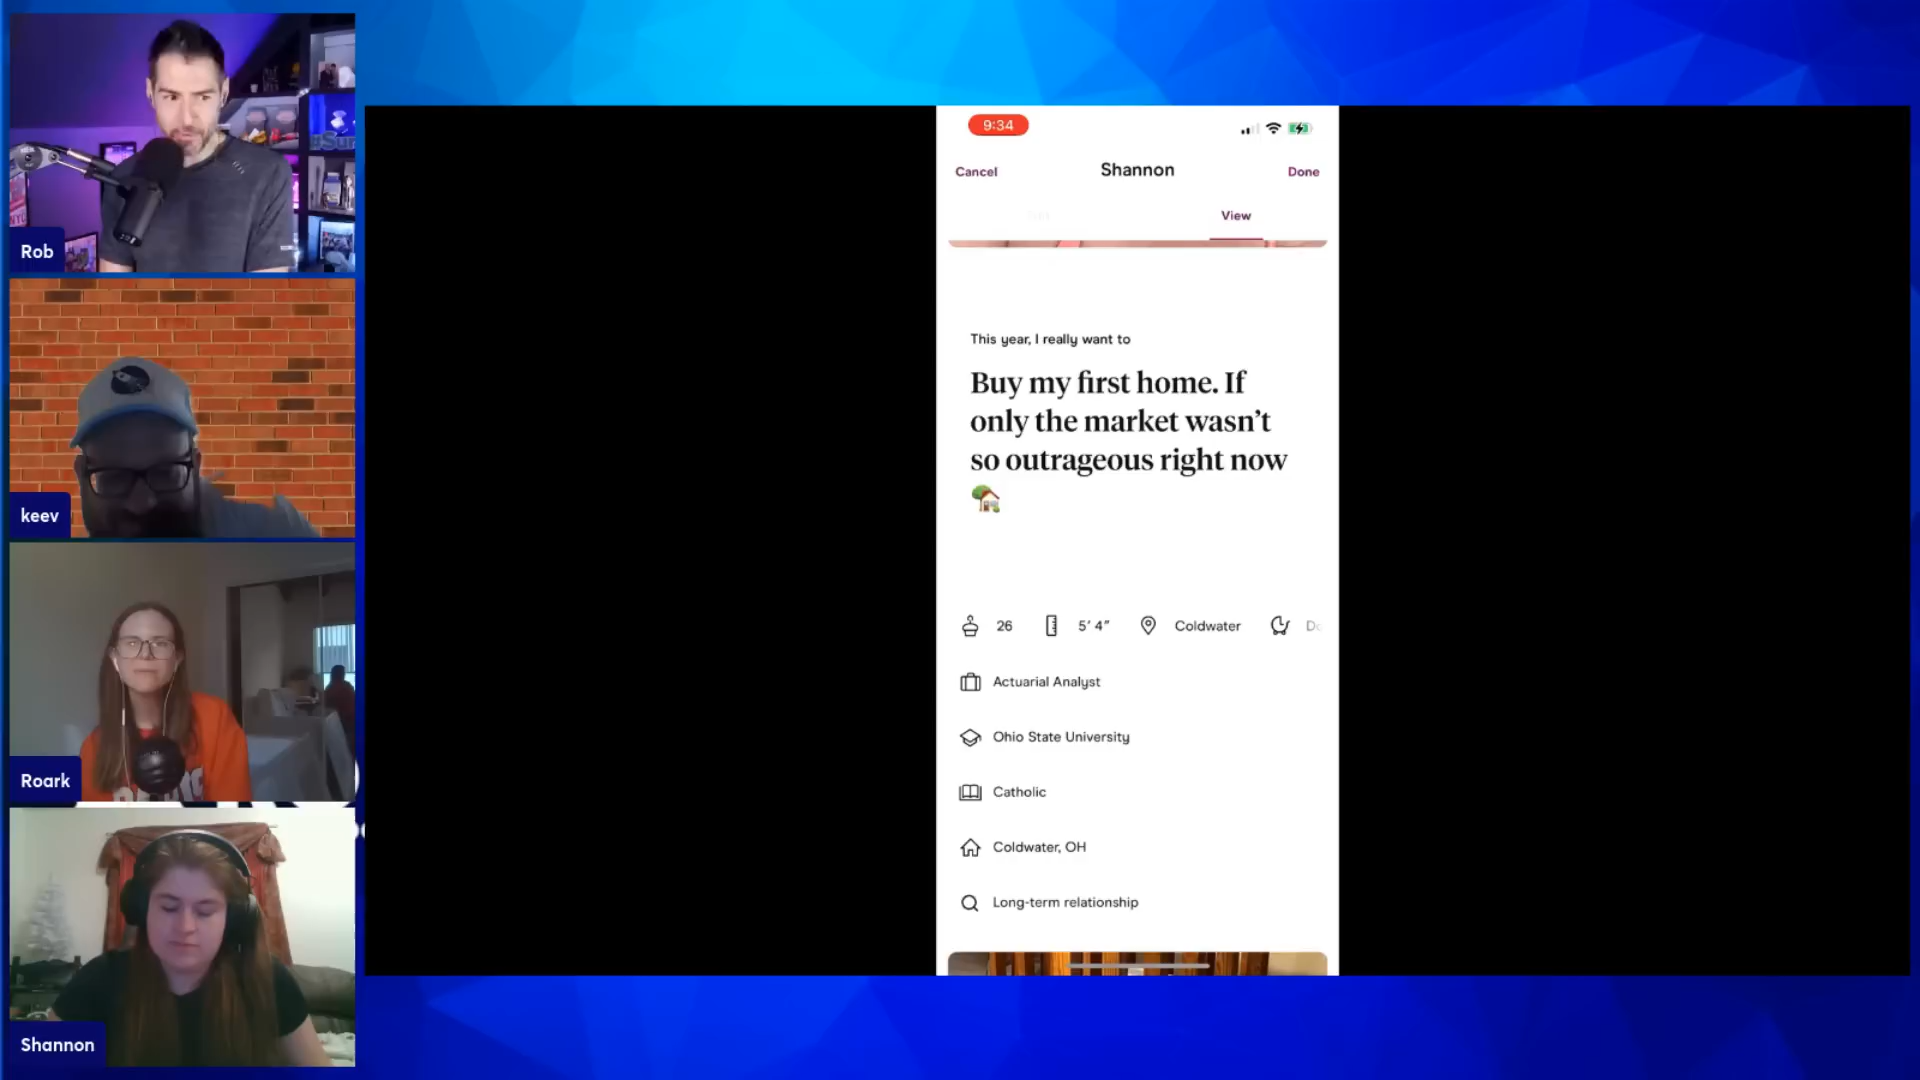 Rob
keev
Roark
Shannon
NYC
9:34
Cancel
Shannon
Done
View
This year, I really want to
Buy my first home. If
only the market wasn’t
so outrageous right now
26
5’ 4”
Coldwater
Actuarial Analyst
Ohio State University
Catholic
Coldwater, OH
Long-term relationship